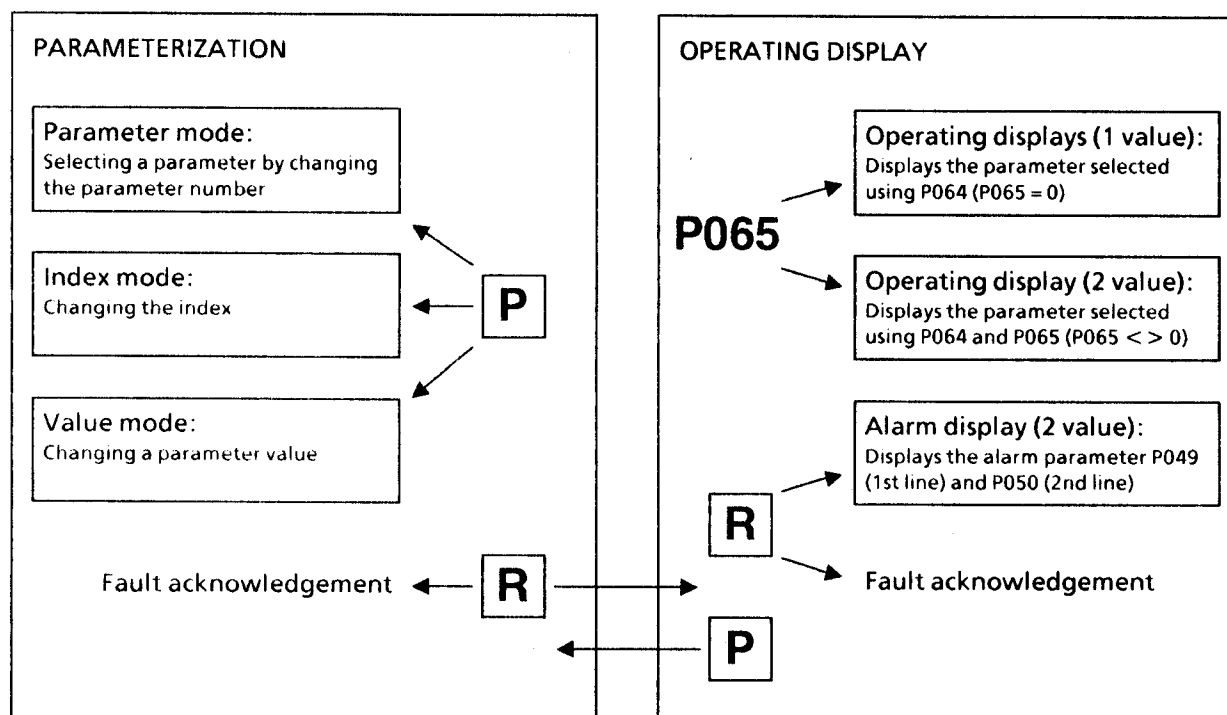 PARAMETERIZATION
Parameter mode:
Selecting a parameter by changing
the parameter number
Index mode:
Changing the index
P
Value mode:
Changing a parameter value
Fault acknowledgement
R
OPERATING DISPLAY
Operating displays (1 value):
Displays the parameter selected
using P064 (P065 = 0)
P065
Operating display (2 value):
Displays the parameter selected
using P064 and P065 (P065 < > 0)
Alarm display (2 value):
Displays the alarm parameter P049
(1st line) and P050 (2nd line)
R
Fault acknowledgement
P